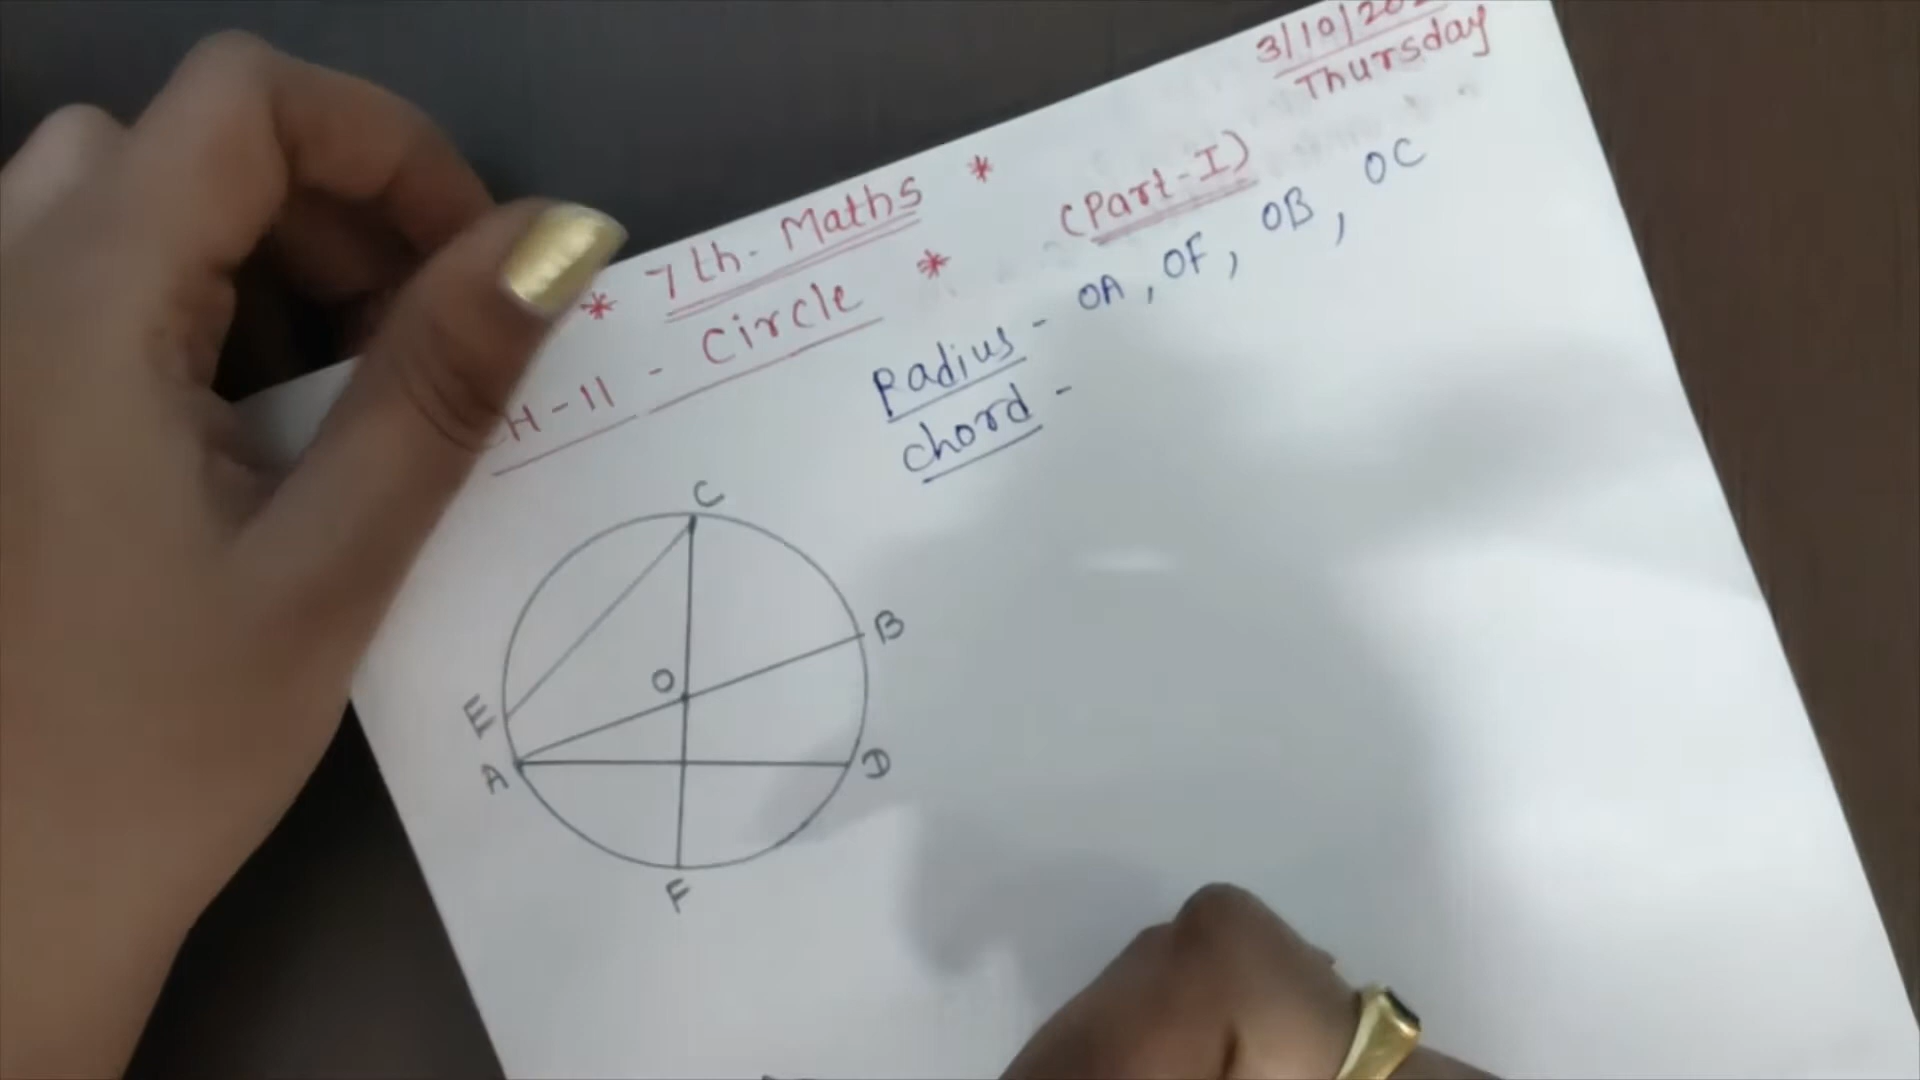 3/10/20
Thursday
* 7th. Maths *
H-11 - Circle * (Part-I)
Radius - OA, OF, OB, OC
chord -
C
B
O
E
A
D
F